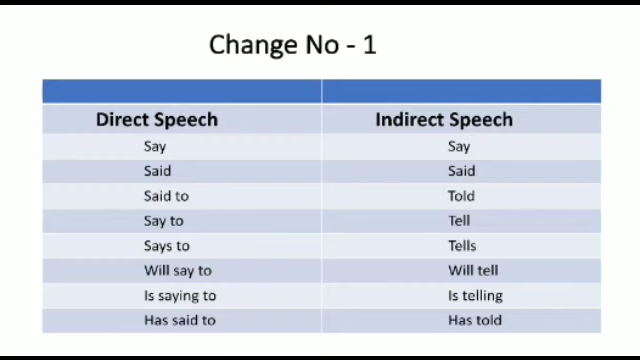 Change No - 1
Direct Speech Indirect Speech
Say Say
Said Said
Said to Told
Say to Tell
Says to Tells
Will say to Will tell
Is saying to Is telling
Has said to Has told